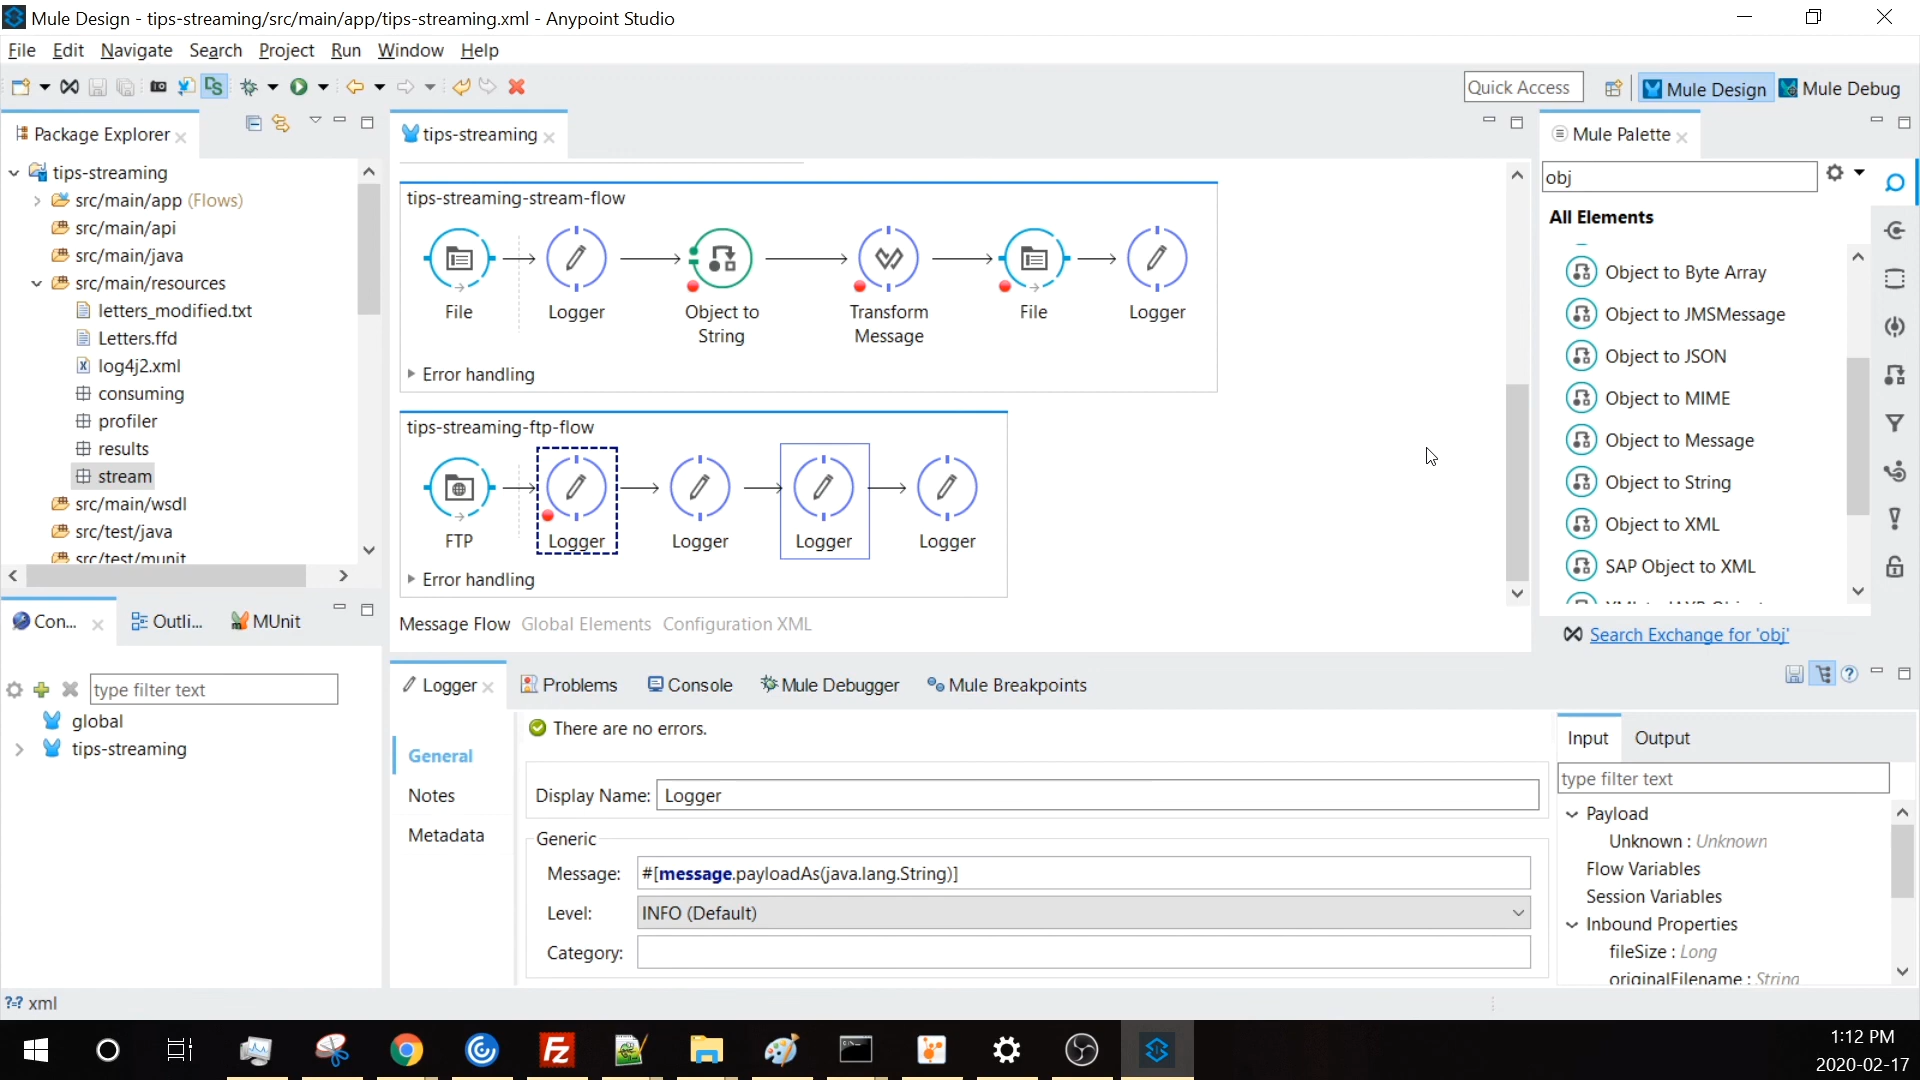 Mule Design - tips-streaming/src/main/app/tips-streaming.xml - Anypoint Studio
File Edit Navigate Search Project Run Window Help
Quick Access
Mule Design
Mule Debug
Package Explorer
tips-streaming
src/main/app (Flows)
src/main/api
src/main/java
src/main/resources
letters_modified.txt
Letters.ffd
log4j2.xml
consuming
profiler
results
stream
src/main/wsdl
src/test/java
src/test/munit
Con...
Outli...
MUnit
type filter text
global
tips-streaming
tips-streaming
tips-streaming-stream-flow
File
Logger
Object to
String
Transform
Message
File
Logger
Error handling
tips-streaming-ftp-flow
FTP
Logger
Logger
Logger
Logger
Error handling
Message Flow Global Elements Configuration XML
Mule Palette
obj
All Elements
Object to Byte Array
Object to JMSMessage
Object to JSON
Object to MIME
Object to Message
Object to String
Object to XML
SAP Object to XML
Search Exchange for 'obj'
Logger
Problems
Console
Mule Debugger
Mule Breakpoints
There are no errors.
General
Notes
Metadata
Display Name: Logger
Generic
Message: #[message.payloadAs(java.lang.String)]
Level: INFO (Default)
Category:
Input Output
type filter text
Payload
Unknown : Unknown
Flow Variables
Session Variables
Inbound Properties
fileSize : Long
originalFilename : String
xml
1:12 PM
2020-02-17